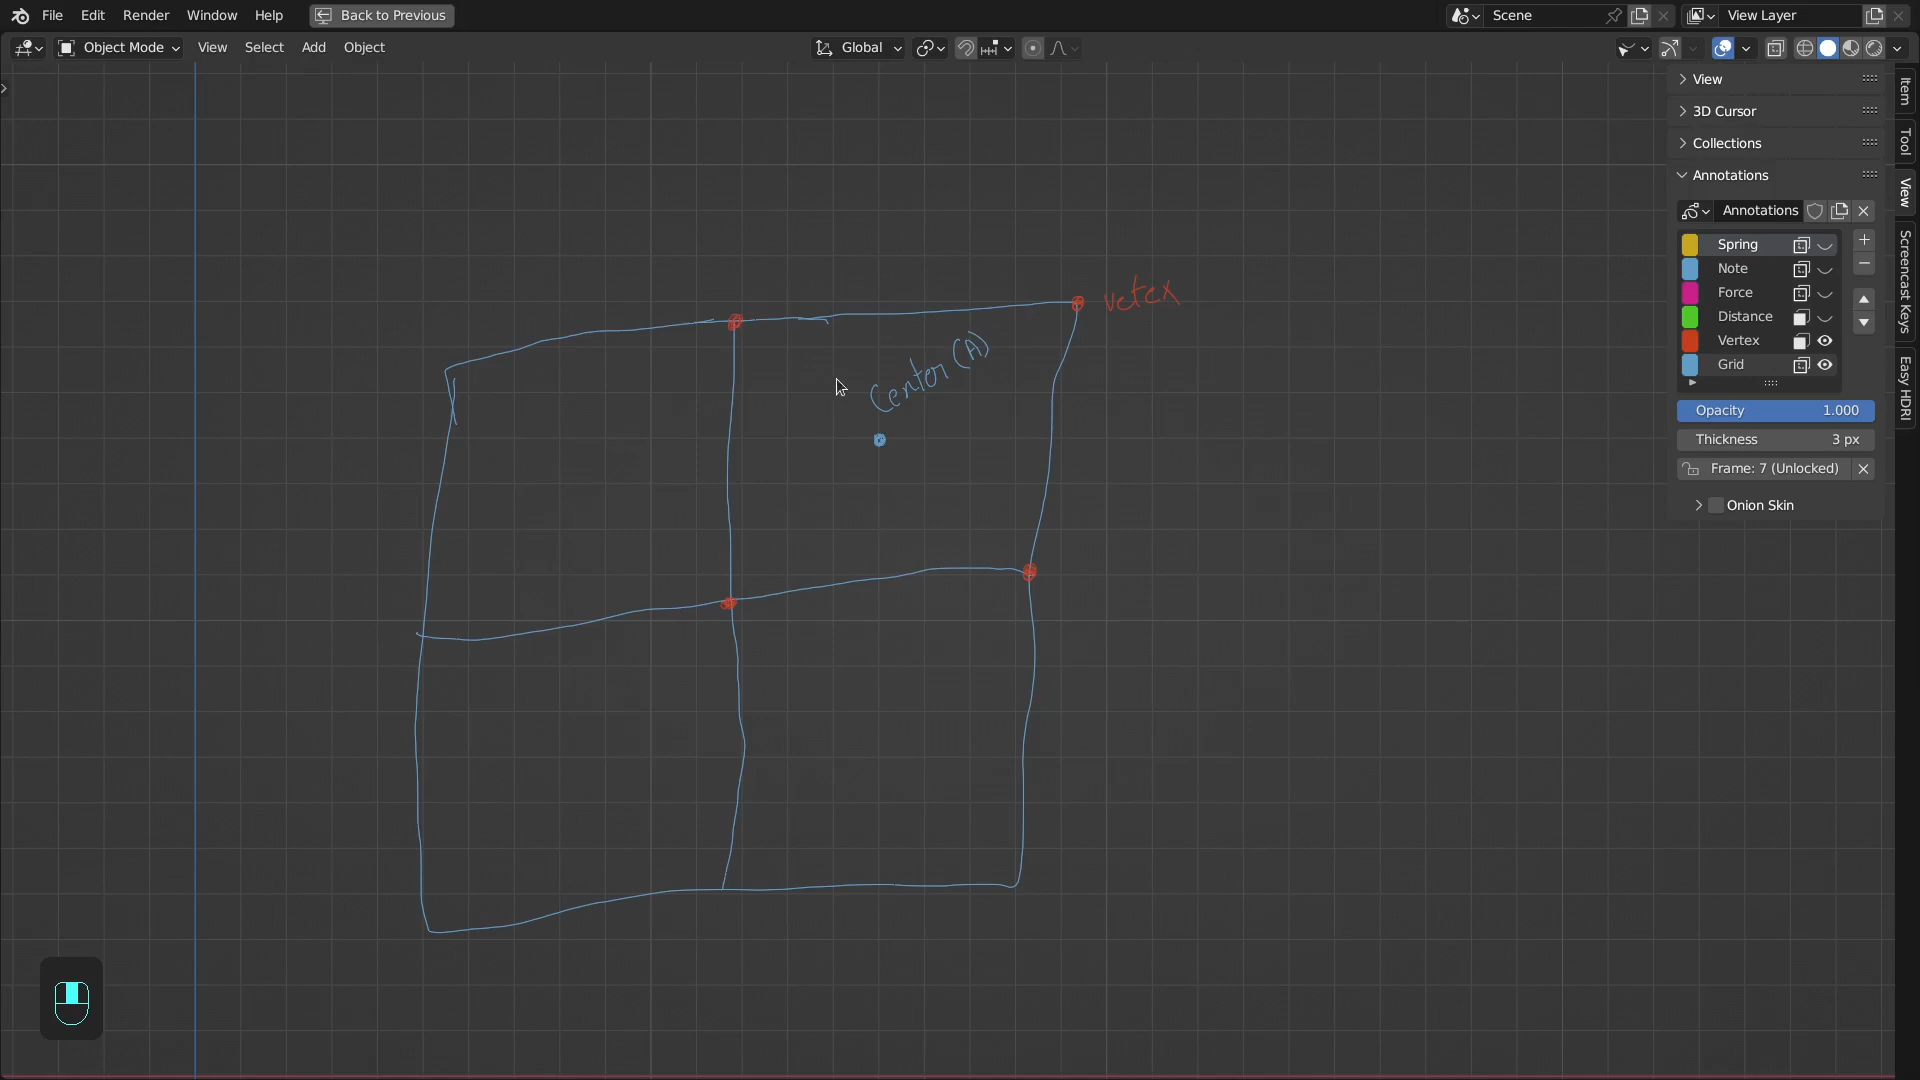 File Edit Render Window Help Back to Previous Scene View Layer
Object Mode View Select Add Object Global
View
3D Cursor
Collections
Annotations
Annotations
Spring
Note
Force
Distance
Vertex
Grid
Opacity 1.000
Thickness 3 px
Frame: 7 (Unlocked)
Onion Skin
Item
Tool
View
Screencast Keys
Easy HDRI
vetex
Center (A)